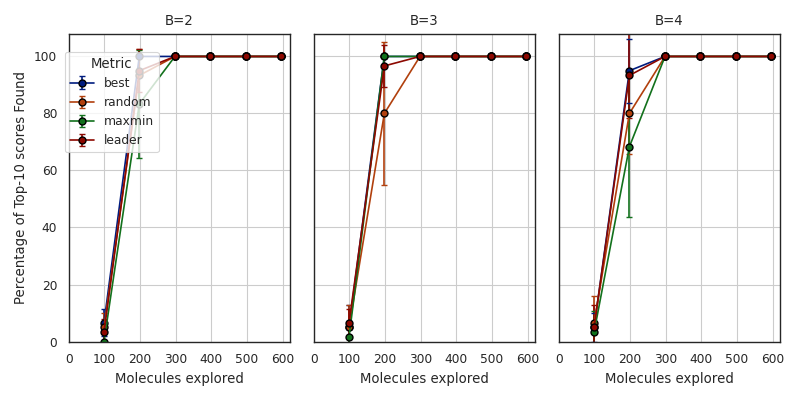 B=2
B=3
B=4
Percentage of Top-10 scores Found
100
80
60
40
20
0
Metric
best
random
maxmin
leader
0 100 200 300 400 500 600
0 100 200 300 400 500 600
0 100 200 300 400 500 600
Molecules explored
Molecules explored
Molecules explored